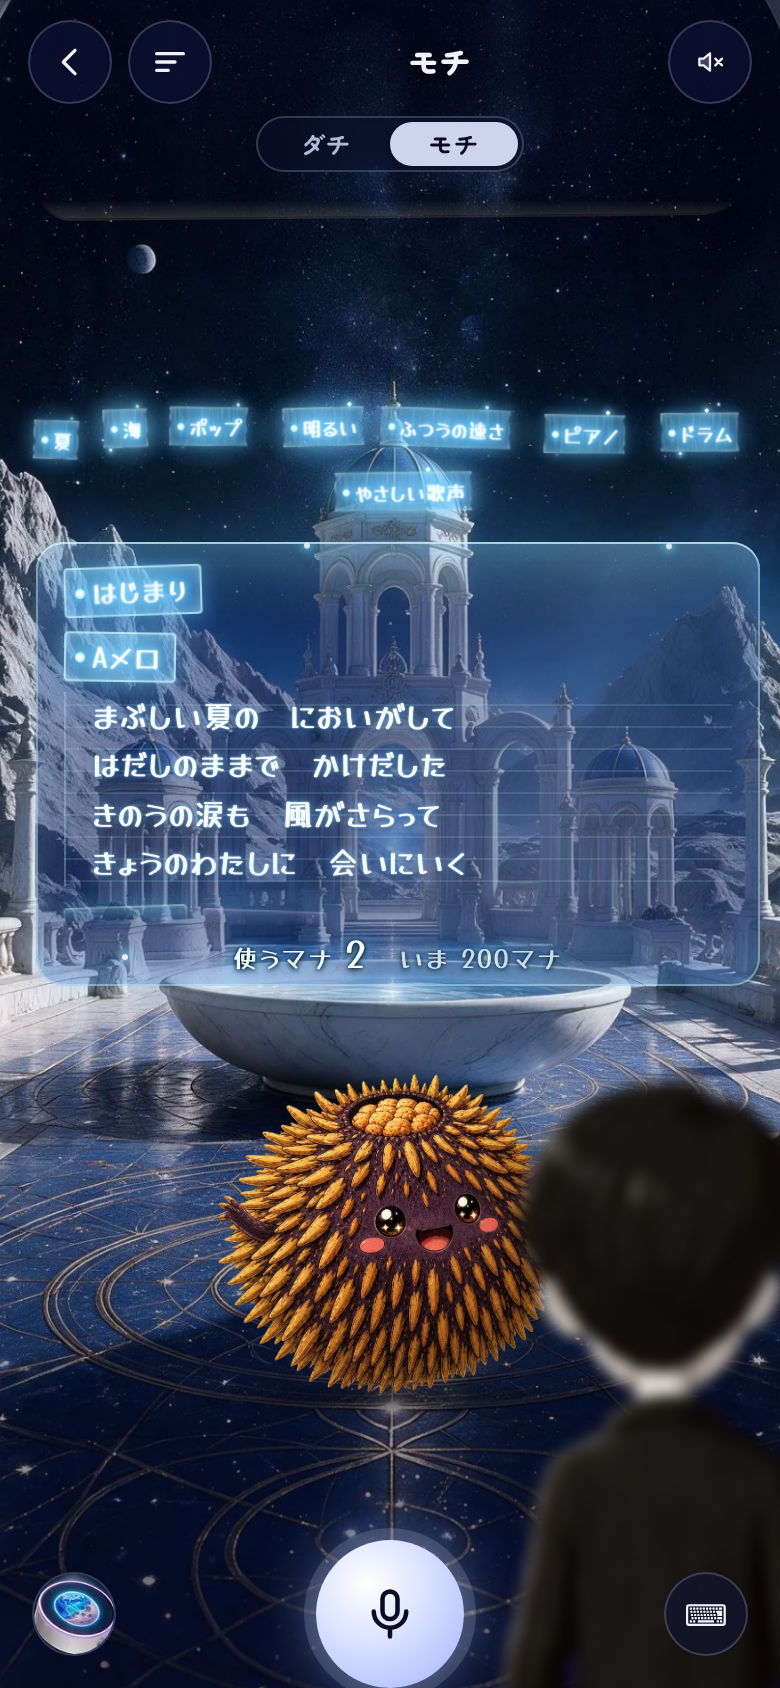 モチ
ダチ モチ
・夏 ・海 ・ポップ ・明るい ・ふつうの速さ ・ピアノ ・ドラム
・やさしい歌声
・はじまり
・Aメロ
まぶしい夏の　においがして
はだしのままで　かけだした
きのうの涙も　風がさらって
きょうのわたしに　会いにいく
使うマナ 2　いま 200マナ